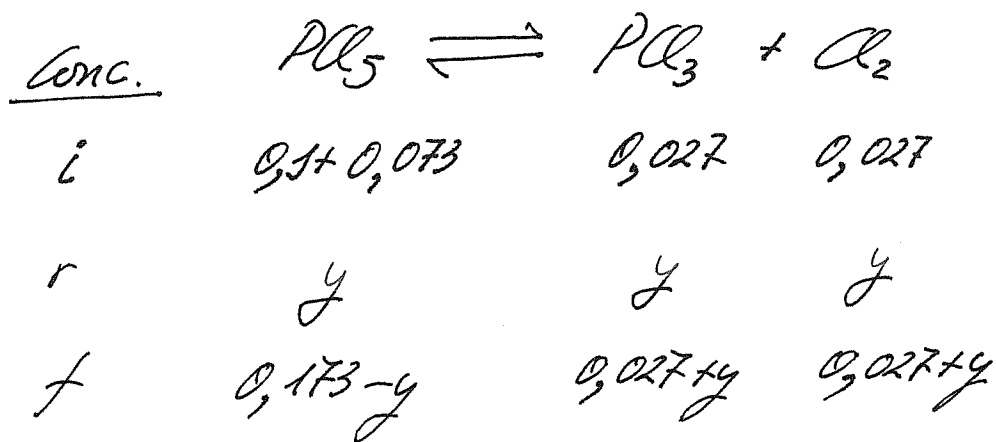 Conc. PCl₅ ⇌ PCl₃ + Cl₂
i 0,1+0,073 0,027 0,027
r y y y
f 0,173-y 0,027+y 0,027+y